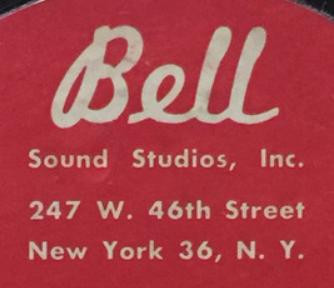 Bell
Sound Studios, Inc.
247 W. 46th Street
New York 36, N. Y.